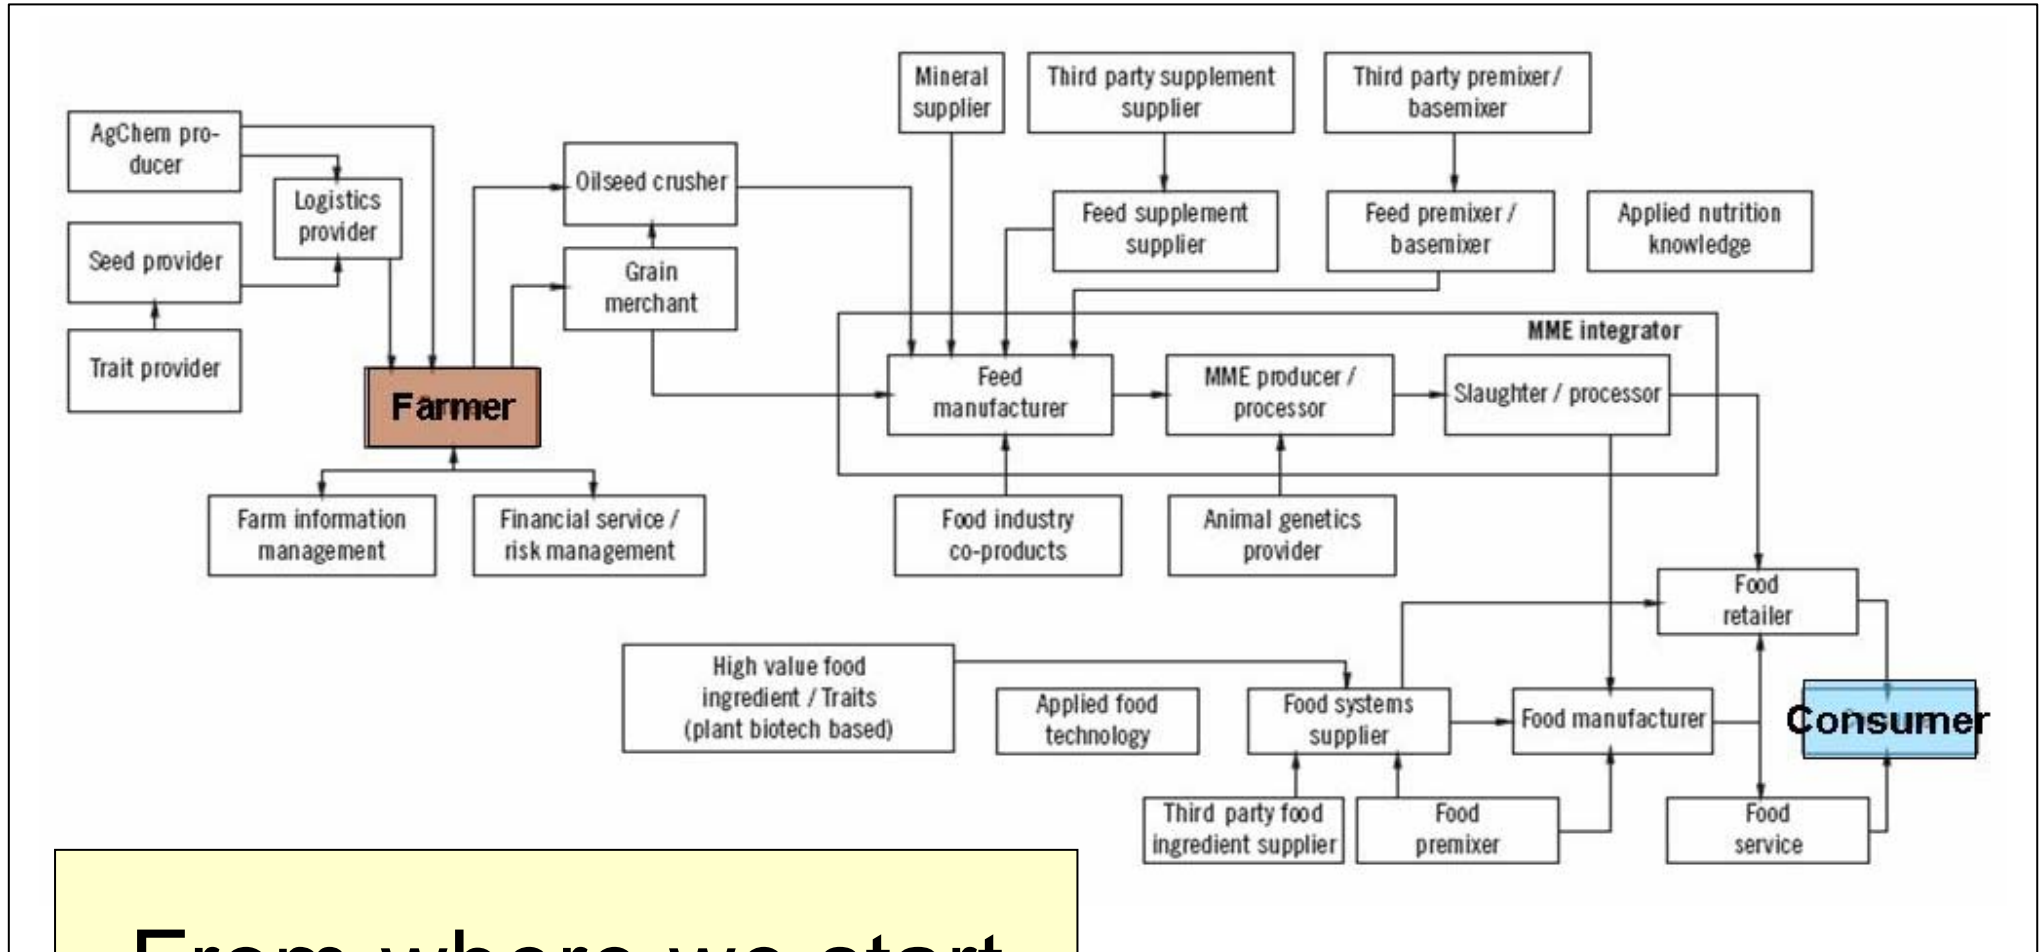 AgChem pro-
ducer
Logistics
provider
Seed provider
Trait provider
Farmer
Farm information
management
Financial service /
risk management
Oilseed crusher
Grain
merchant
Mineral
supplier
Third party supplement
supplier
Third party premixer/
basemixer
Feed supplement
supplier
Feed premixer /
basemixer
Applied nutrition
knowledge
MME integrator
Feed
manufacturer
MME producer /
processor
Slaughter / processor
Food industry
co-products
Animal genetics
provider
Food
retailer
High value food
ingredient / Traits
(plant biotech based)
Applied food
technology
Food systems
supplier
Food manufacturer
Consumer
Third party food
ingredient supplier
Food
premixer
Food
service
From where we start